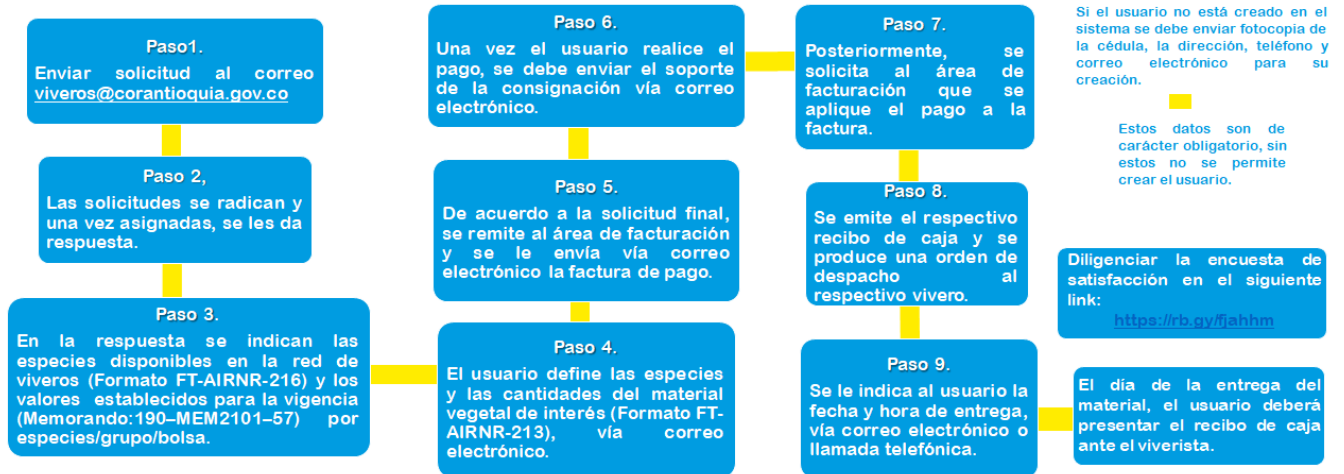 Paso1.
Enviar solicitud al correo
viveros@corantioquia.gov.co
Paso 2,
Las solicitudes se radican y
una vez asignadas, se les da
respuesta.
Paso 3.
En la respuesta se indican las
especies disponibles en la red de
viveros (Formato FT-AIRNR-216) y los
valores establecidos para la vigencia
(Memorando:190–MEM2101–57) por
especies/grupo/bolsa.
Paso 4.
El usuario define las especies
y las cantidades del material
vegetal de interés (Formato FT-
AIRNR-213), vía correo
electrónico.
Paso 5.
De acuerdo a la solicitud final,
se remite al área de facturación
y se le envía vía correo
electrónico la factura de pago.
Paso 6.
Una vez el usuario realice el
pago, se debe enviar el soporte
de la consignación vía correo
electrónico.
Paso 7.
Posteriormente, se
solicita al área de
facturación que se
aplique el pago a la
factura.
Paso 8.
Se emite el respectivo
recibo de caja y se
produce una orden de
despacho al
respectivo vivero.
Paso 9.
Se le indica al usuario la
fecha y hora de entrega,
vía correo electrónico o
llamada telefónica.
El día de la entrega del
material, el usuario deberá
presentar el recibo de caja
ante el viverista.
Diligenciar la encuesta de
satisfacción en el siguiente
link:
https://rb.gy/fjahhm
Si el usuario no está creado en el
sistema se debe enviar fotocopia de
la cédula, la dirección, teléfono y
correo electrónico para su
creación.
Estos datos son de
carácter obligatorio, sin
estos no se permite
crear el usuario.